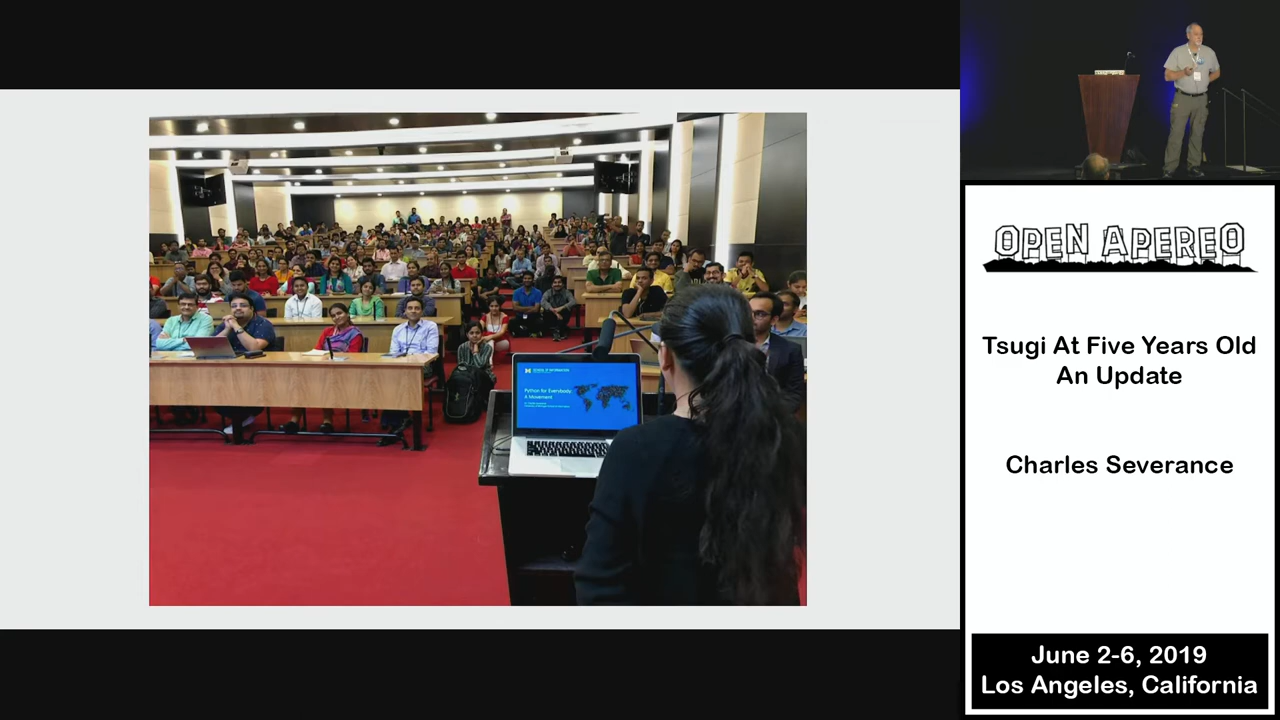 Python for Everybody:
A Movement
OPEN APEREO
Tsugi At Five Years Old
An Update
Charles Severance
June 2-6, 2019
Los Angeles, California